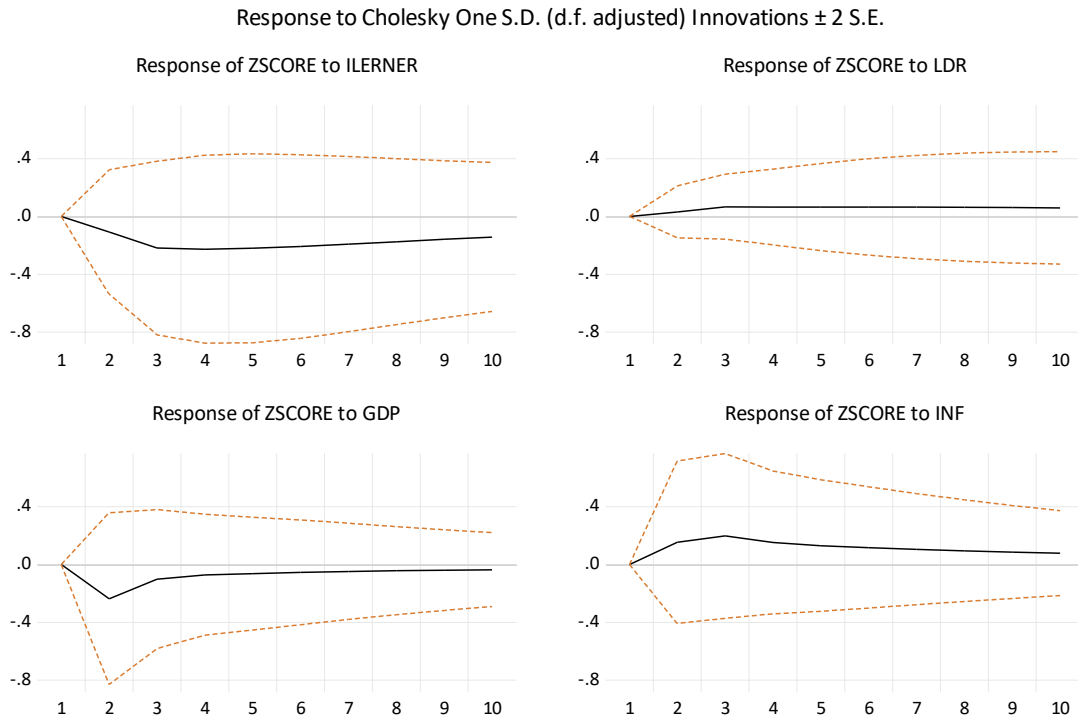 Response to Cholesky One S.D. (d.f. adjusted) Innovations ± 2 S.E.
Response of ZSCORE to ILERNER
.4
.0
-.4
-.8
1 2 3 4 5 6 7 8 9 10
Response of ZSCORE to LDR
.4
.0
-.4
-.8
1 2 3 4 5 6 7 8 9 10
Response of ZSCORE to GDP
.4
.0
-.4
-.8
1 2 3 4 5 6 7 8 9 10
Response of ZSCORE to INF
.4
.0
-.4
-.8
1 2 3 4 5 6 7 8 9 10